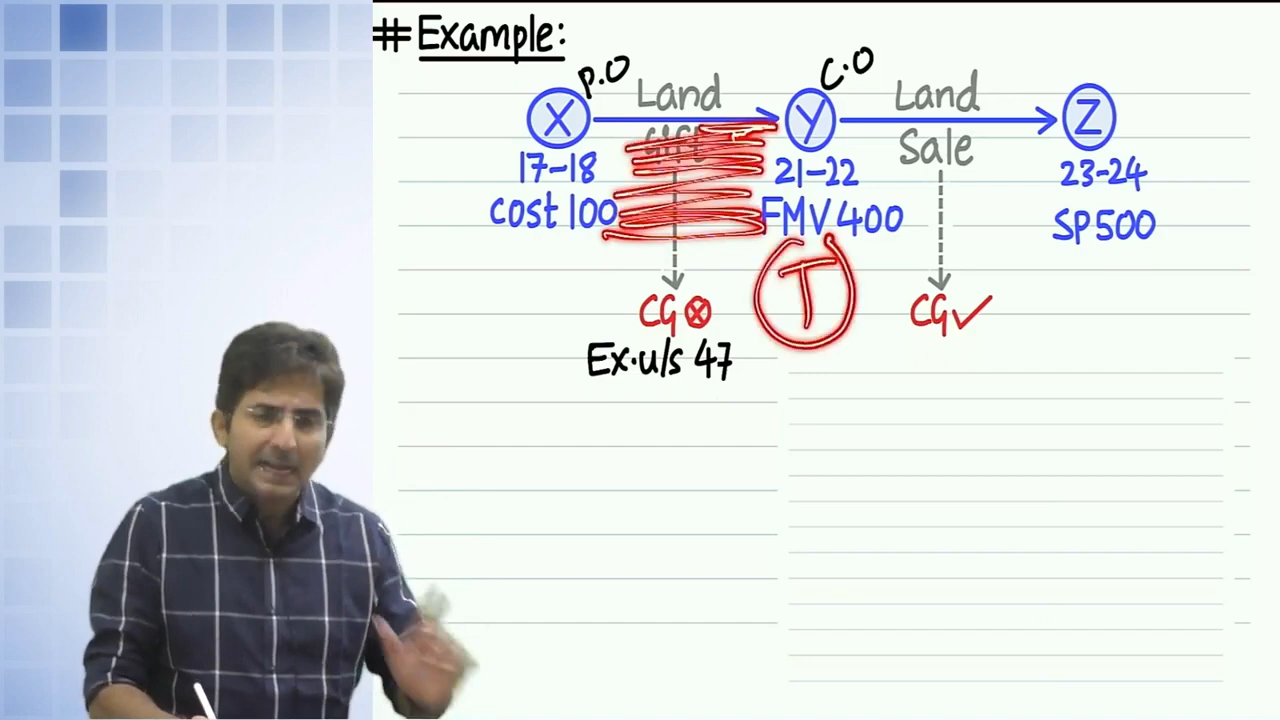 # Example:
P.O Land C.O Land
X Y Z
Gift Sale
17-18 21-22 23-24
Cost 100 FMV 400 SP 500
T
CG ⊗ CG ✓
Ex. u/s 47